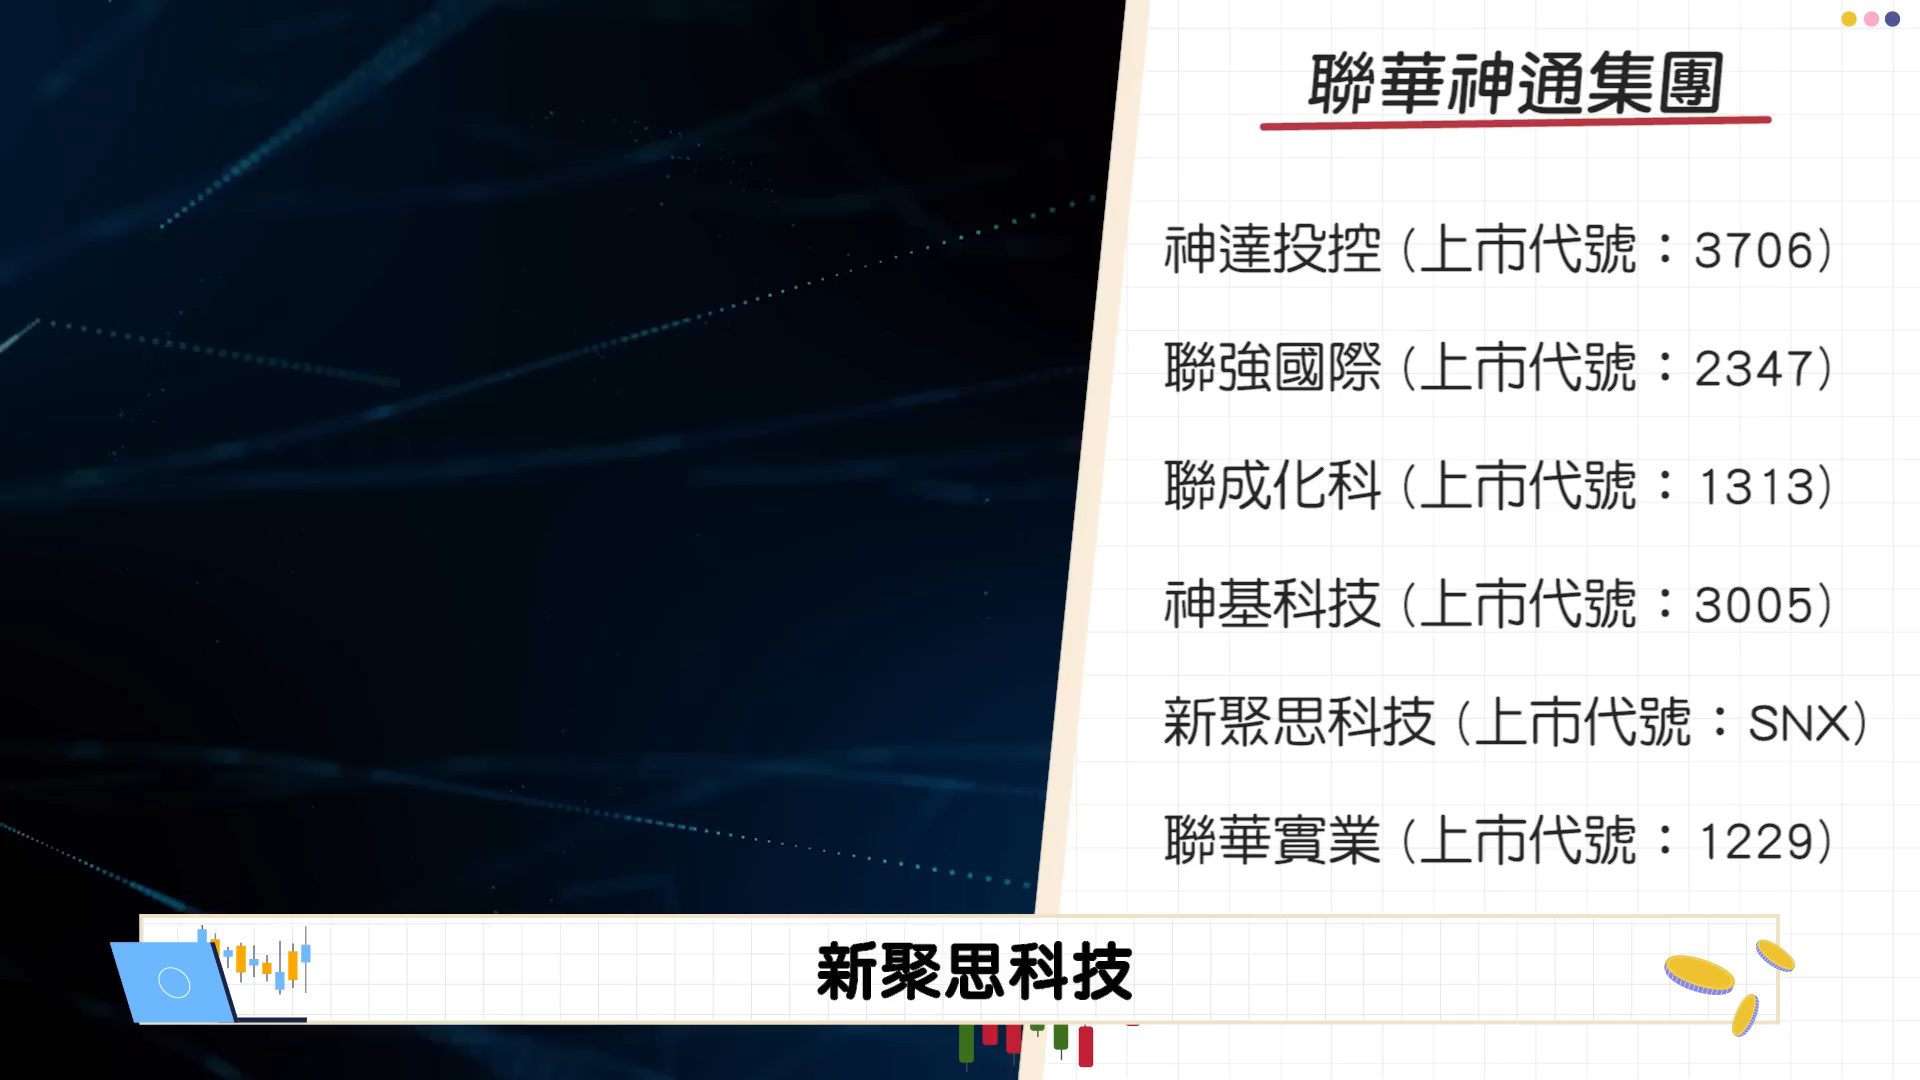 聯華神通集團
神達投控（上市代號：3706）
聯強國際（上市代號：2347）
聯成化科（上市代號：1313）
神基科技（上市代號：3005）
新聚思科技（上市代號：SNX）
聯華實業（上市代號：1229）
新聚思科技